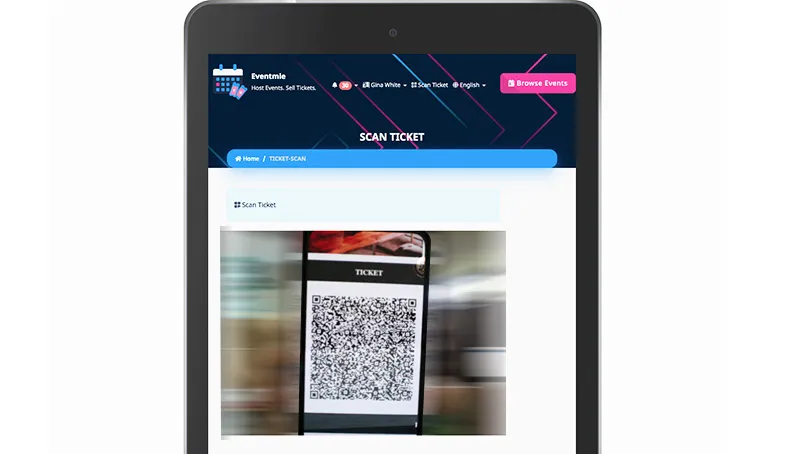 Eventmie
Host Events. Sell Tickets.
30 Gina White Scan Ticket English
Browse Events
SCAN TICKET
Home / TICKET-SCAN
Scan Ticket
TICKET